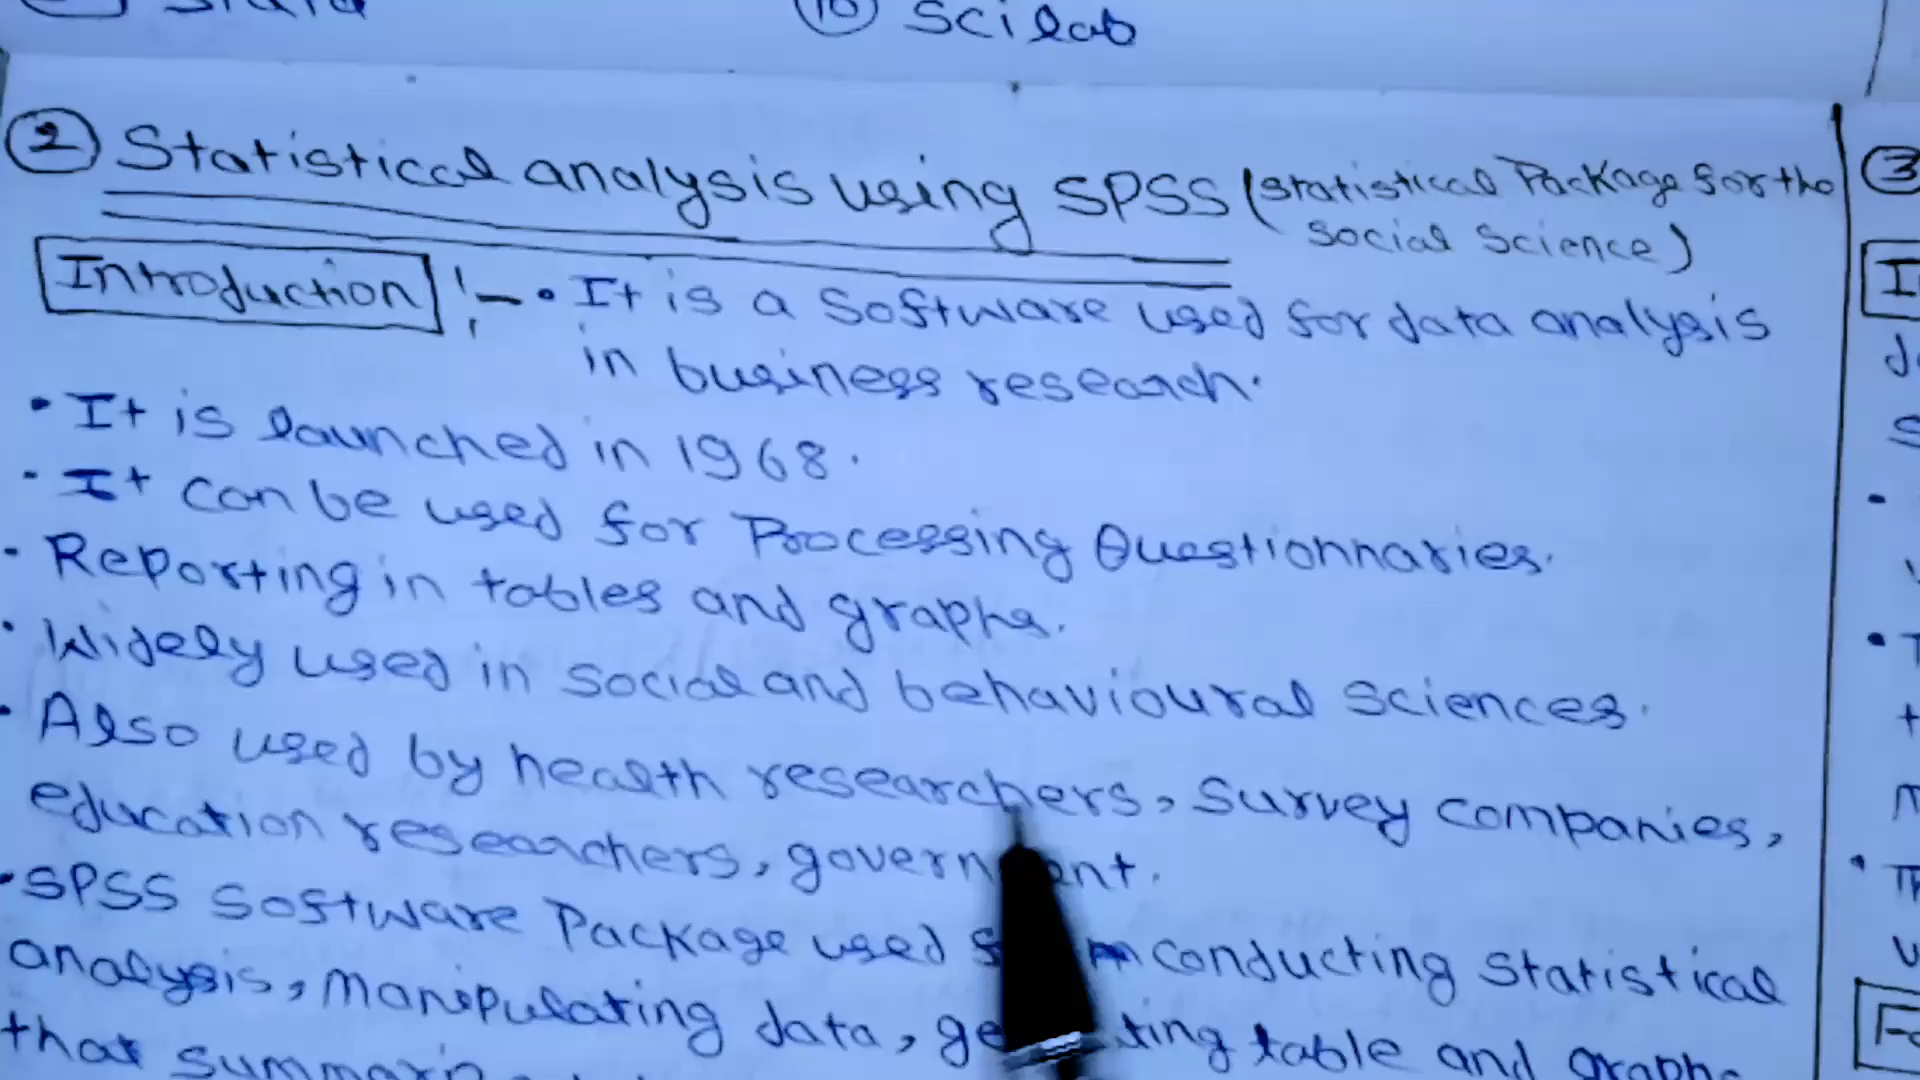 10 Scilab
2 Statistical analysis using SPSS (Statistical Package for the
Social Science)
Introduction :- • It is a Software used for data analysis
in business research.
• It is launched in 1968.
• It can be used for Processing Questionnaries.
• Reporting in tables and graphs.
• Widely used in social and behavioural sciences.
• Also used by health researchers, survey companies,
education researchers, government.
• SPSS Software Package used conducting statistical
analysis, manipulating data, table and graphs
that
3